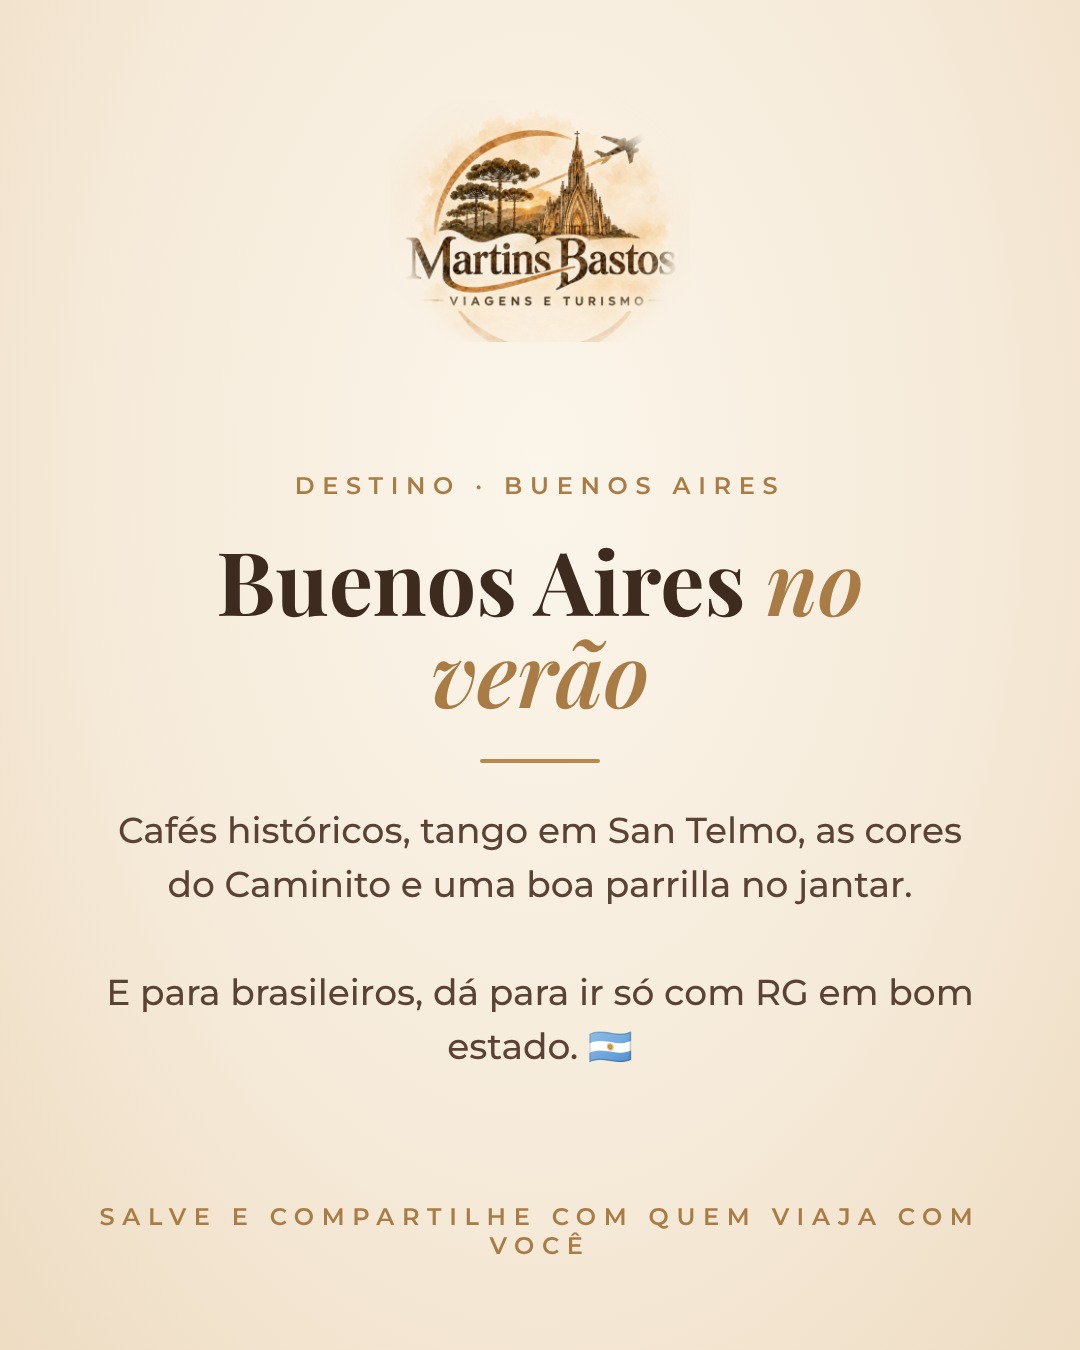 Martins Bastos
VIAGENS E TURISMO
DESTINO · BUENOS AIRES
Buenos Aires no
verão
Cafés históricos, tango em San Telmo, as cores
do Caminito e uma boa parrilla no jantar.
E para brasileiros, dá para ir só com RG em bom
estado. 🇦🇷
SALVE E COMPARTILHE COM QUEM VIAJA COM
VOCÊ